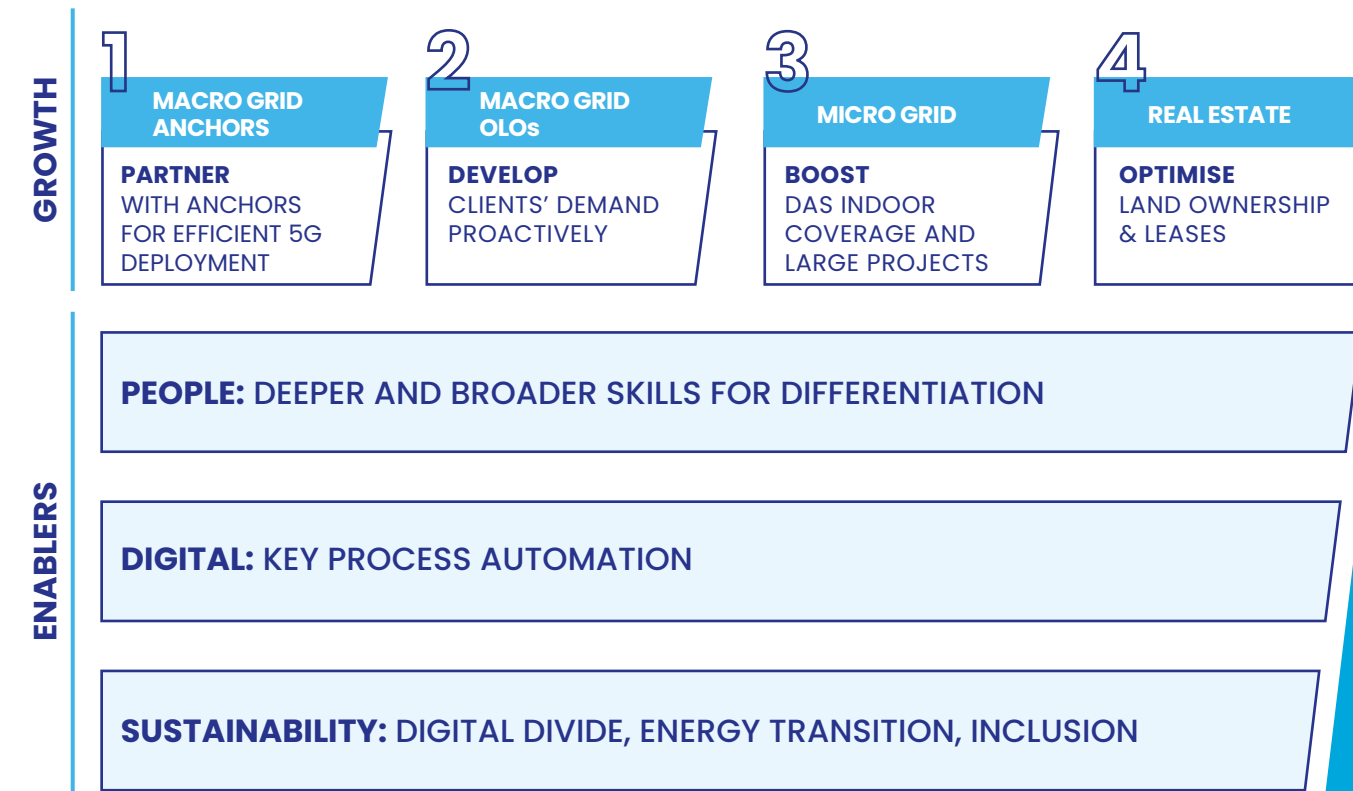 GROWTH
1
MACRO GRID
ANCHORS
PARTNER
WITH ANCHORS
FOR EFFICIENT 5G
DEPLOYMENT
2
MACRO GRID
OLOs
DEVELOP
CLIENTS’ DEMAND
PROACTIVELY
3
MICRO GRID
BOOST
DAS INDOOR
COVERAGE AND
LARGE PROJECTS
4
REAL ESTATE
OPTIMISE
LAND OWNERSHIP
& LEASES
ENABLERS
PEOPLE: DEEPER AND BROADER SKILLS FOR DIFFERENTIATION
DIGITAL: KEY PROCESS AUTOMATION
SUSTAINABILITY: DIGITAL DIVIDE, ENERGY TRANSITION, INCLUSION